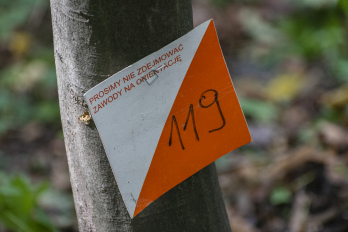 PROSIMY NIE ZDEJMOWAĆ
ZAWODY NA ORIENTACJĘ
119